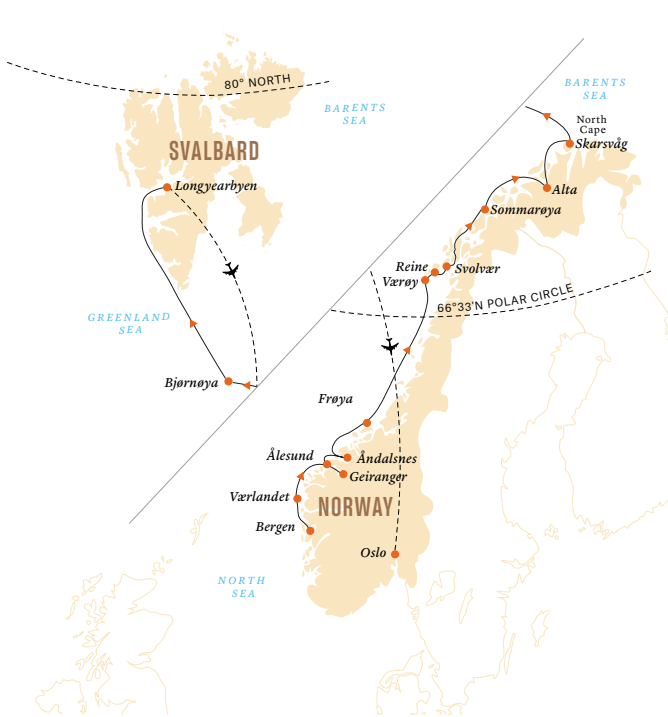 80° NORTH
BARENTS
SEA
BARENTS
SEA
North
Cape
Skarsvåg
SVALBARD
Longyearbyen
Alta
Sommarøya
Reine
Svolvær
Værøy
66°33'N POLAR CIRCLE
GREENLAND
SEA
Bjørnøya
Frøya
Ålesund
Åndalsnes
Geiranger
Værlandet
NORWAY
Bergen
Oslo
NORTH
SEA